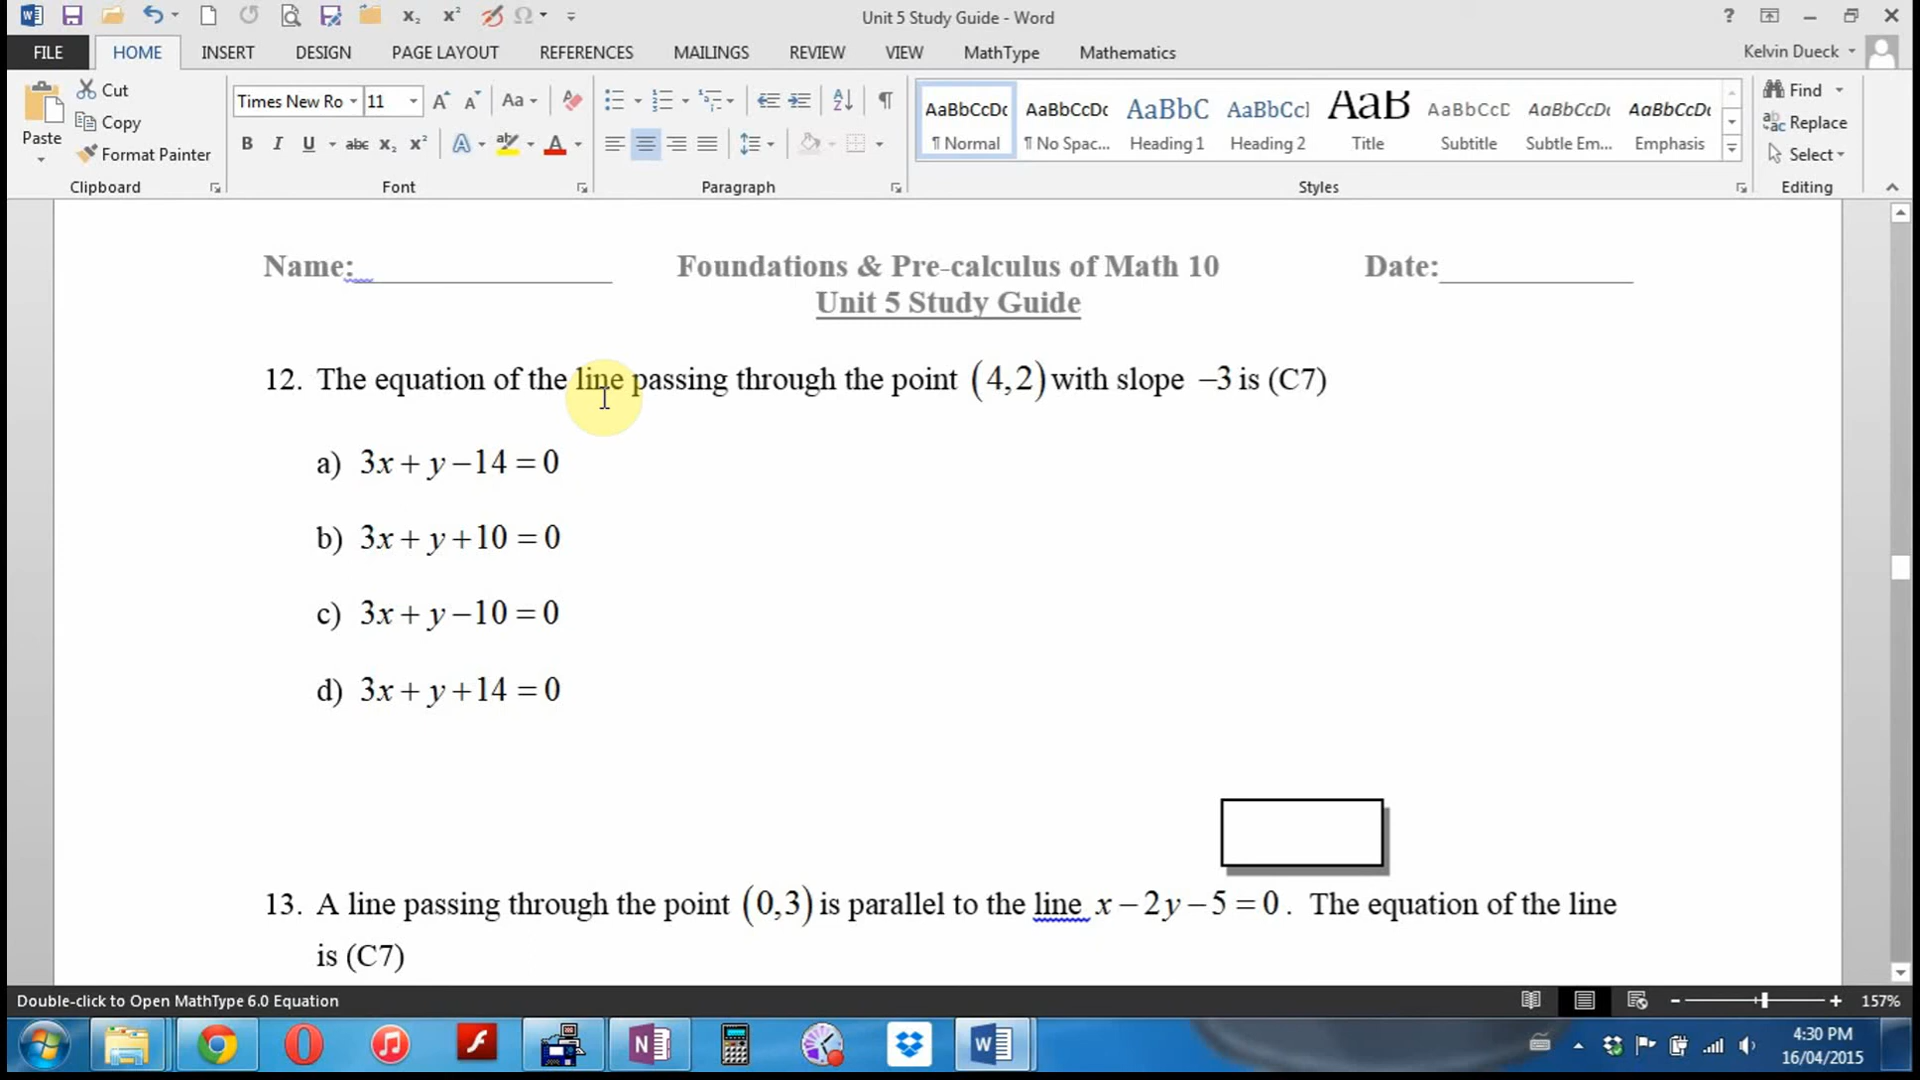 Unit 5 Study Guide - Word
FILE HOME INSERT DESIGN PAGE LAYOUT REFERENCES MAILINGS REVIEW VIEW MathType Mathematics Kelvin Dueck
Paste Cut Copy Format Painter
Times New Ro 11
AaBbCcDc AaBbCcDc AaBbC AaBbCcI AaB AaBbCcD AaBbCcDc AaBbCcDc
¶ Normal ¶ No Spac... Heading 1 Heading 2 Title Subtitle Subtle Em... Emphasis
Find Replace Select
Clipboard Font Paragraph Styles Editing
Name: Foundations & Pre-calculus of Math 10 Date:
Unit 5 Study Guide
12. The equation of the line passing through the point (4,2) with slope −3 is (C7)
a) 3x + y − 14 = 0
b) 3x + y + 10 = 0
c) 3x + y − 10 = 0
d) 3x + y + 14 = 0
13. A line passing through the point (0,3) is parallel to the line x − 2y − 5 = 0. The equation of the line
is (C7)
Double-click to Open MathType 6.0 Equation 157%
4:30 PM
16/04/2015